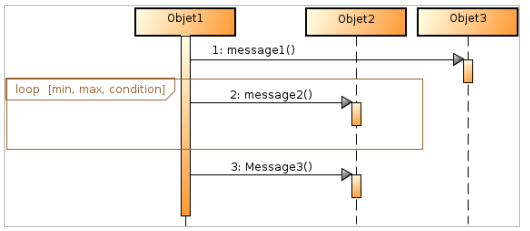 Objet1 Objet2 Objet3
1: message1()
loop [min, max, condition]
2: message2()
3: Message3()